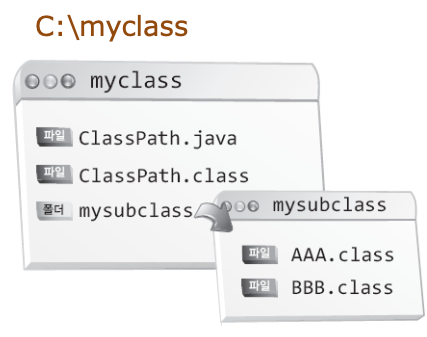 C:\myclass
myclass
파일 ClassPath.java
파일 ClassPath.class
폴더 mysubclass
mysubclass
파일 AAA.class
파일 BBB.class